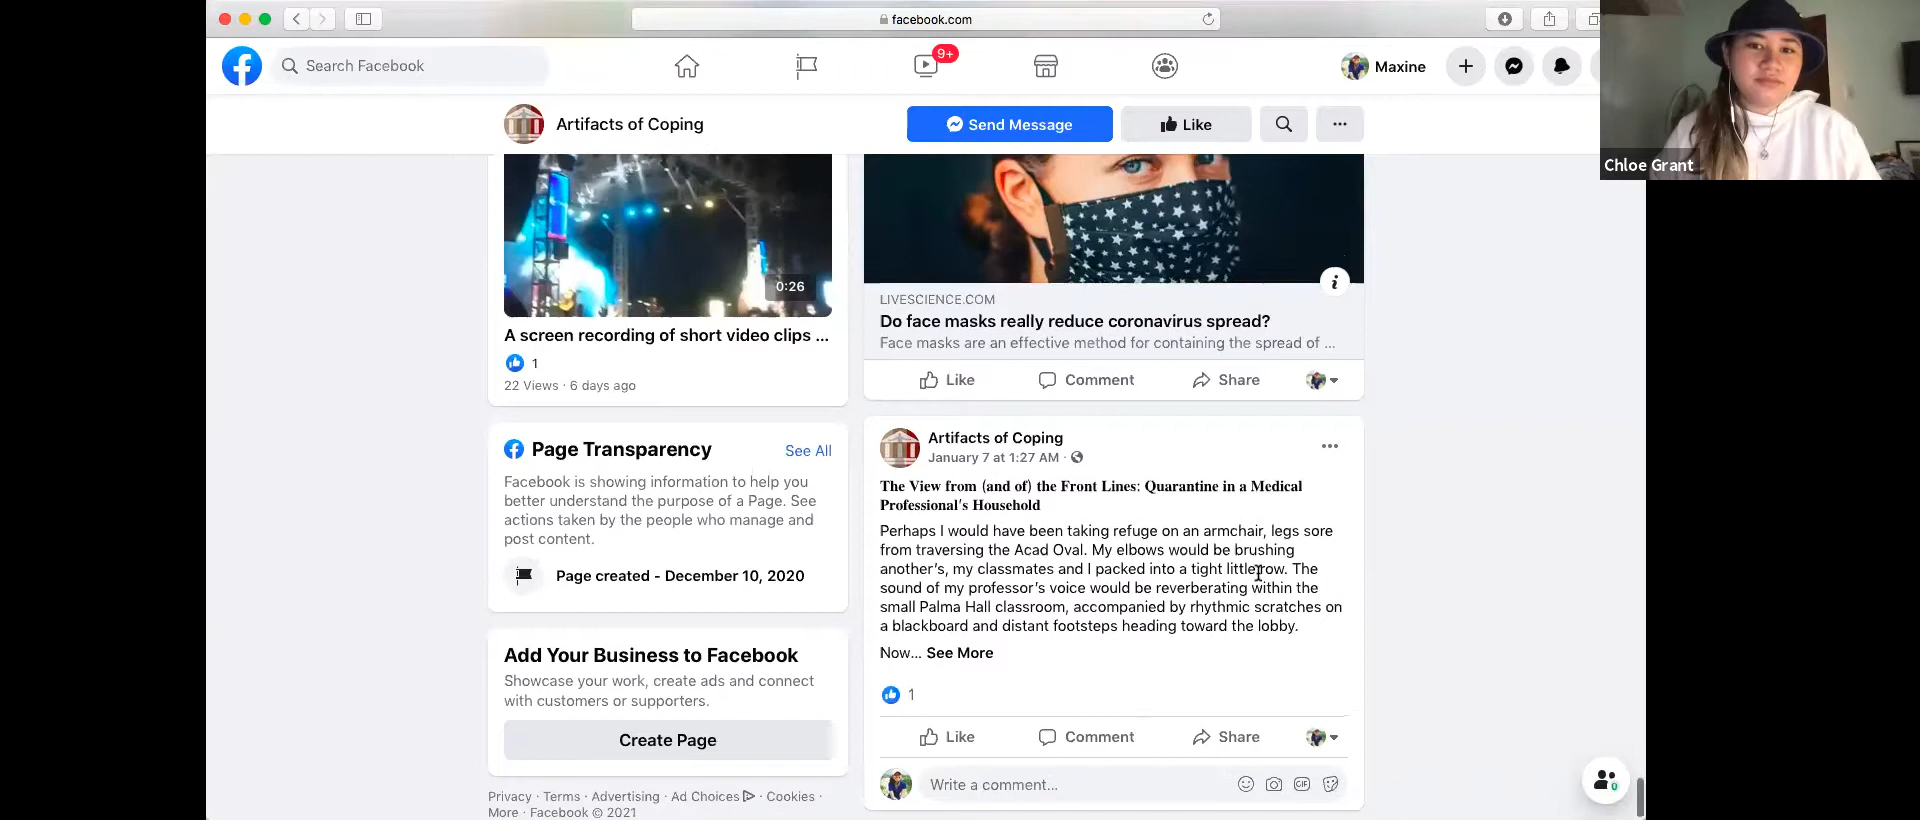 facebook.com
Search Facebook
9+
Maxine
Artifacts of Coping
Send Message
Like
Chloe Grant
0:26
A screen recording of short video clips ...
1
22 Views · 6 days ago
Page Transparency
See All
Facebook is showing information to help you
better understand the purpose of a Page. See
actions taken by the people who manage and
post content.
Page created - December 10, 2020
Add Your Business to Facebook
Showcase your work, create ads and connect
with customers or supporters.
Create Page
Privacy · Terms · Advertising · Ad Choices · Cookies ·
More · Facebook © 2021
LIVESCIENCE.COM
Do face masks really reduce coronavirus spread?
Face masks are an effective method for containing the spread of ...
Like Comment Share
Artifacts of Coping
January 7 at 1:27 AM ·
The View from (and of) the Front Lines: Quarantine in a Medical
Professional's Household
Perhaps I would have been taking refuge on an armchair, legs sore
from traversing the Acad Oval. My elbows would be brushing
another's, my classmates and I packed into a tight little row. The
sound of my professor's voice would be reverberating within the
small Palma Hall classroom, accompanied by rhythmic scratches on
a blackboard and distant footsteps heading toward the lobby.
Now... See More
1
Like Comment Share
Write a comment...
GIF
0